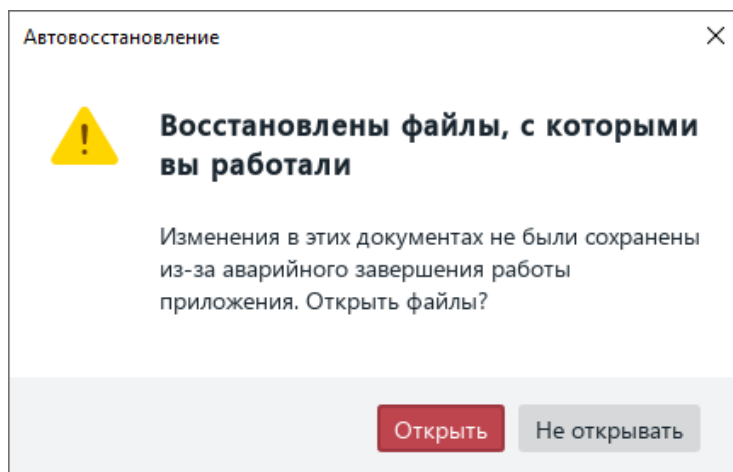 Автовосстановление
Восстановлены файлы, с которыми
вы работали
Изменения в этих документах не были сохранены
из-за аварийного завершения работы
приложения. Открыть файлы?
Открыть
Не открывать